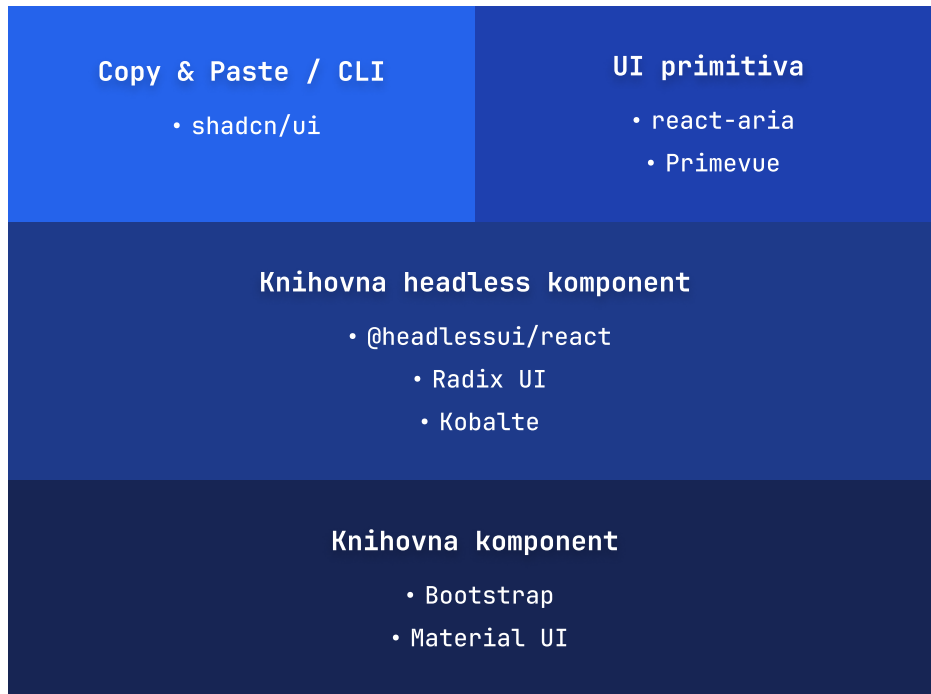 Copy & Paste / CLI
• shadcn/ui
UI primitiva
• react-aria
• Primevue
Knihovna headless komponent
• @headlessui/react
• Radix UI
• Kobalte
Knihovna komponent
• Bootstrap
• Material UI